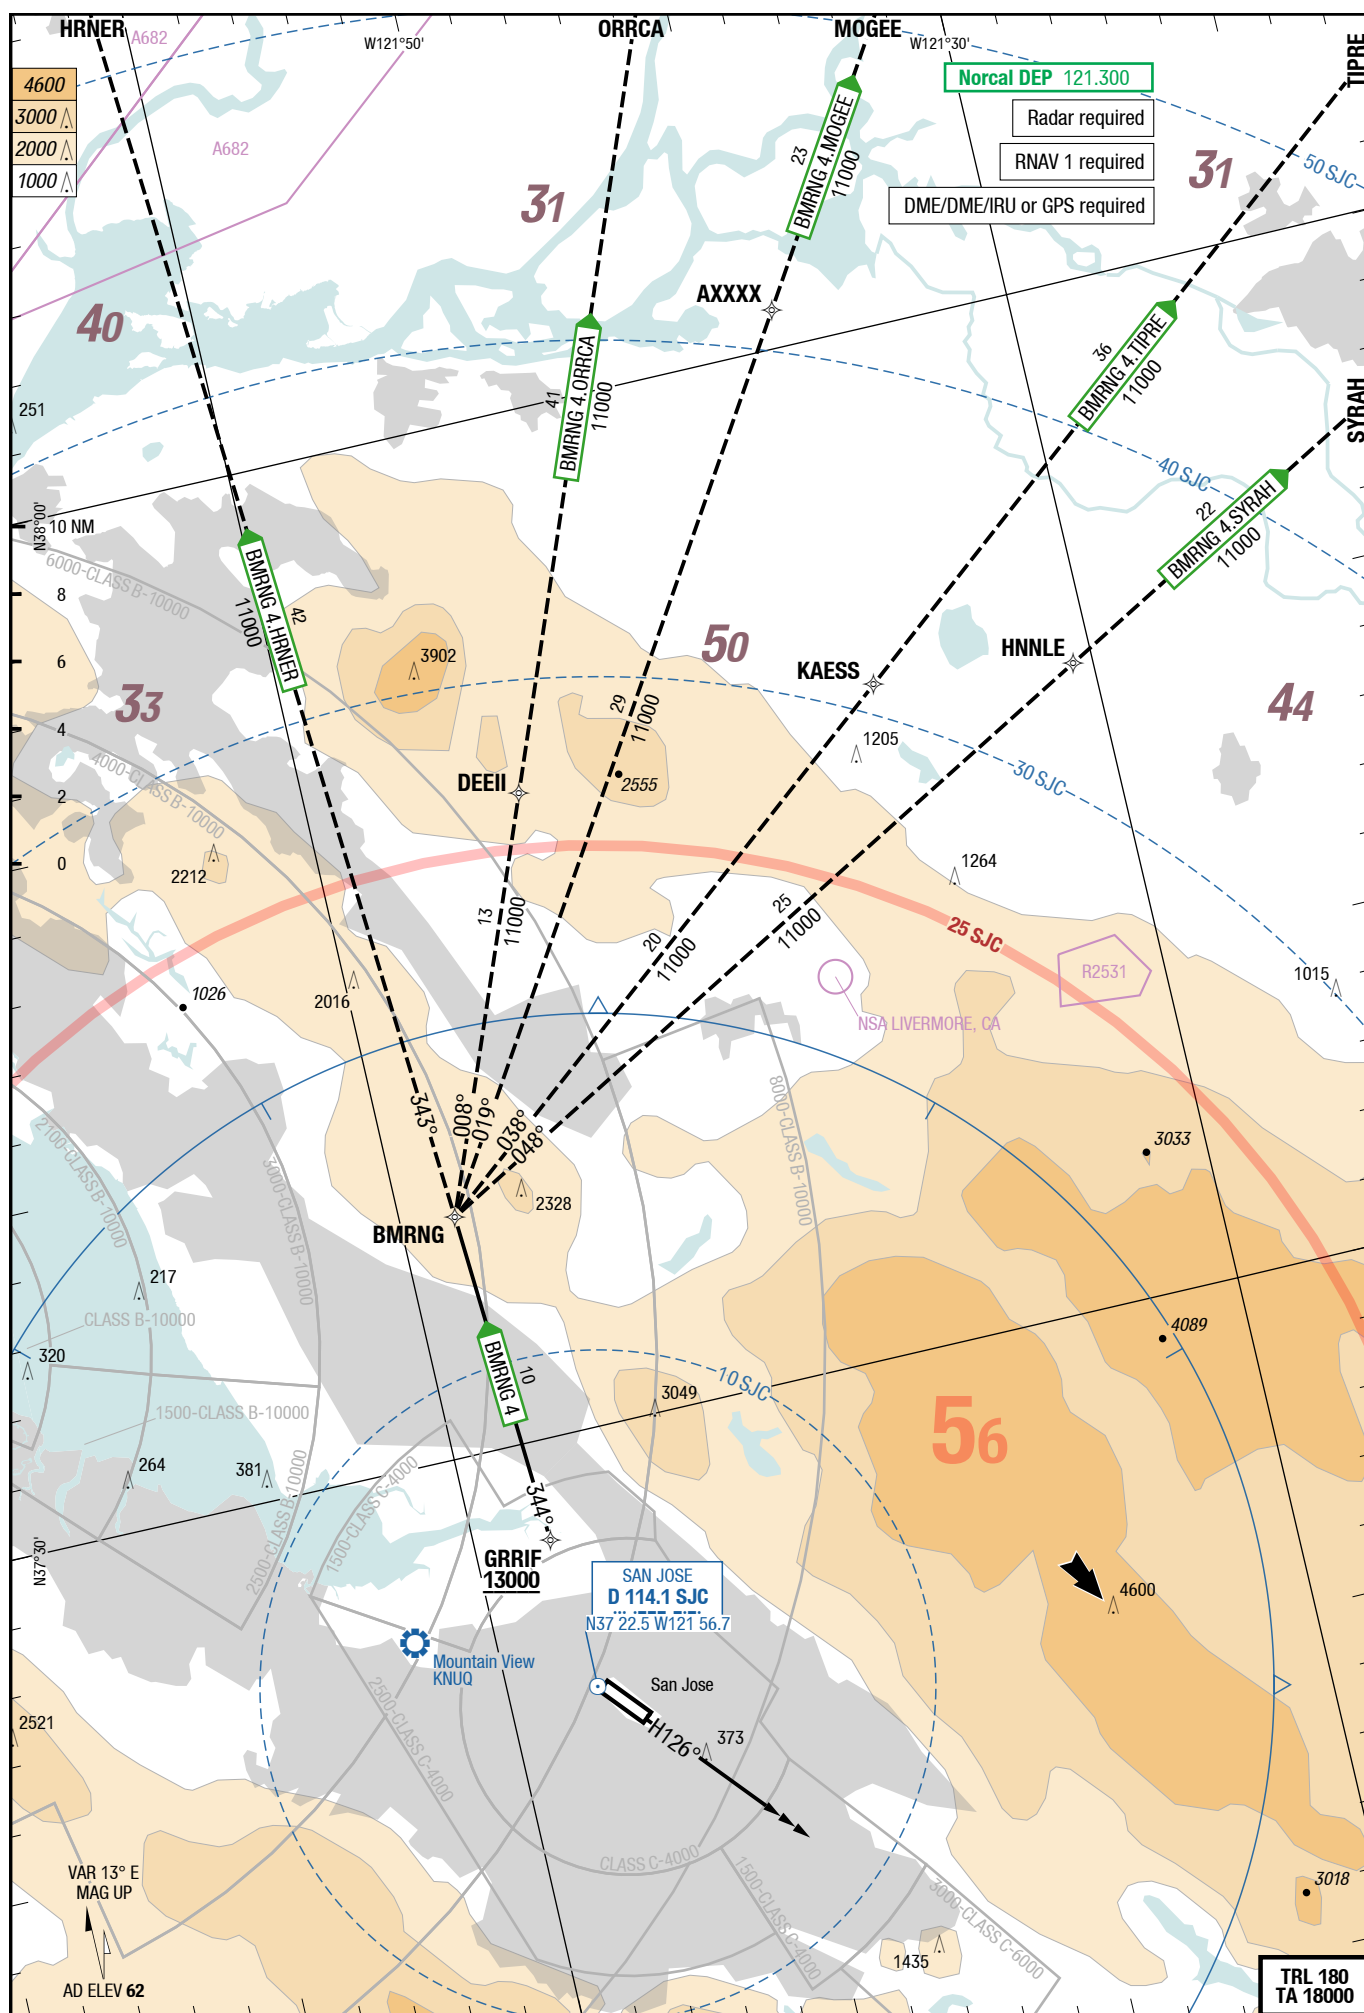 HRNER
ORRCA
MOGEE
TIPRE
A682
W121°50'
W121°30'
4600
3000
2000
1000
Norcal DEP 121.300
Radar required
RNAV 1 required
DME/DME/IRU or GPS required
A682
31
31
50 SJC
23
BMRNG 4.MOGEE
11000
40
AXXXX
36
BMRNG 4.TIPRE
11000
41
BMRNG 4.ORRCA
11000
SYRAH
251
40 SJC
22
BMRNG 4.SYRAH
11000
N38°00'
10 NM
8
6
4
2
0
6000-CLASS B-10000
42
BMRNG 4.HRNER
11000
3902
50
KAESS
HNNLE
44
33
29
11000
1205
30 SJC
4000-CLASS B-10000
DEEII
2555
2212
1264
13
11000
25
11000
20
11000
25 SJC
R2531
1015
1026
2016
NSA LIVERMORE, CA
8000-CLASS B-10000
343°
008°
019°
038°
048°
2100-CLASS B-10000
3000-CLASS B-10000
3033
2328
BMRNG
217
CLASS B-10000
320
4089
10
BMRNG 4
10 SJC
3049
1500-CLASS B-10000
56
264
381
1500-CLASS C-4000
2500-CLASS B-10000
344°
N37°30'
GRRIF
13000
SAN JOSE
D 114.1 SJC
N37 22.5 W121 56.7
4600
Mountain View
KNUQ
San Jose
2500-CLASS C-4000
2521
H126°
373
CLASS C-4000
1500-CLASS C-4000
3000-CLASS C-6000
VAR 13° E
MAG UP
3018
1435
AD ELEV 62
TRL 180
TA 18000